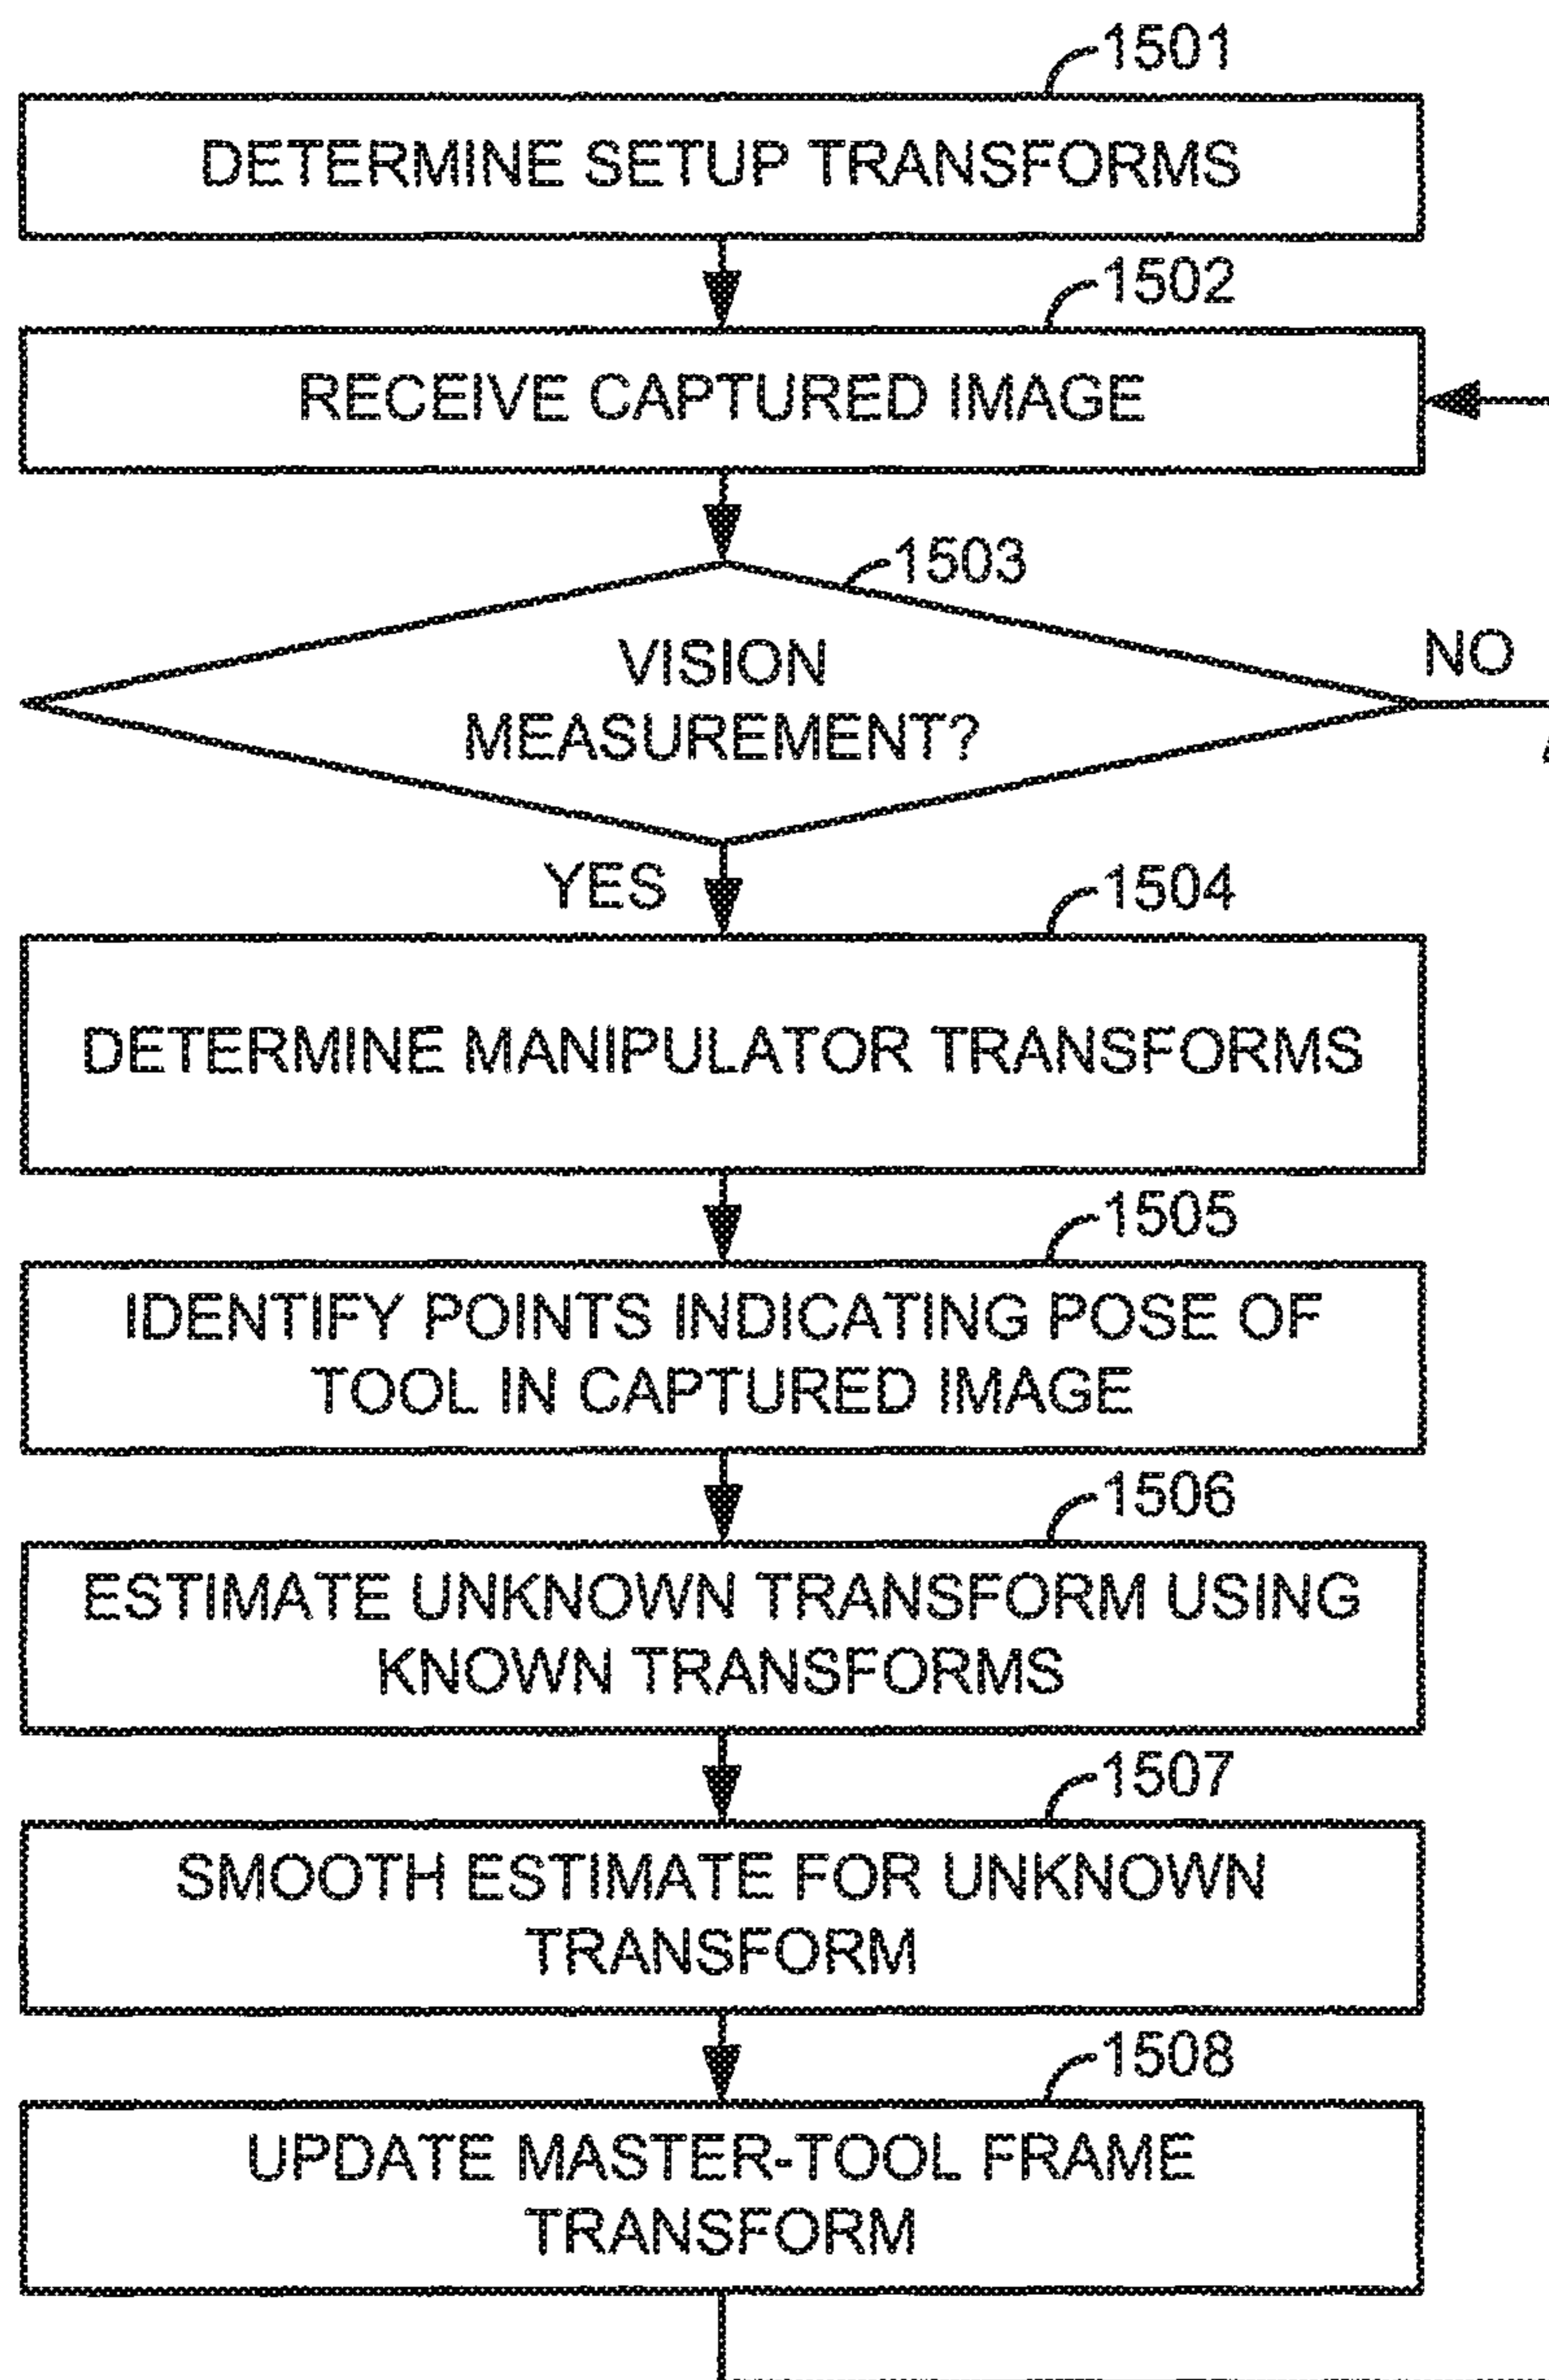 1501
DETERMINE SETUP TRANSFORMS
1502
RECEIVE CAPTURED IMAGE
1503
VISION
MEASUREMENT?
NO
YES
1504
DETERMINE MANIPULATOR TRANSFORMS
1505
IDENTIFY POINTS INDICATING POSE OF
TOOL IN CAPTURED IMAGE
1506
ESTIMATE UNKNOWN TRANSFORM USING
KNOWN TRANSFORMS
1507
SMOOTH ESTIMATE FOR UNKNOWN
TRANSFORM
1508
UPDATE MASTER-TOOL FRAME
TRANSFORM